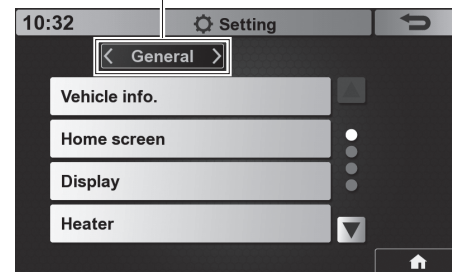 10:32 Setting
General
Vehicle info.
Home screen
Display
Heater